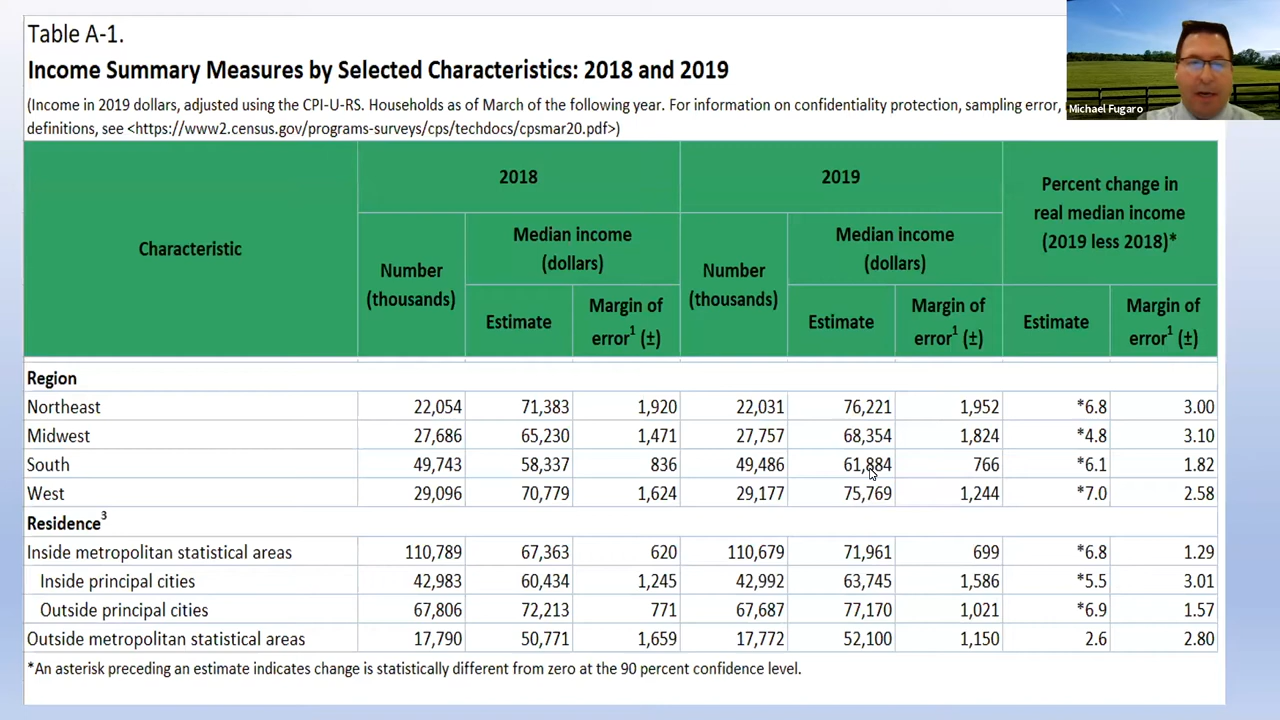 Table A-1.
Income Summary Measures by Selected Characteristics: 2018 and 2019
(Income in 2019 dollars, adjusted using the CPI-U-RS. Households as of March of the following year. For information on confidentiality protection, sampling error,
definitions, see <https://www2.census.gov/programs-surveys/cps/techdocs/cpsmar20.pdf>)
Michael Fugaro
Characteristic
2018
2019
Percent change in
real median income
(2019 less 2018)*
Number
(thousands)
Median income
(dollars)
Number
(thousands)
Median income
(dollars)
Estimate
Margin of
error¹ (±)
Estimate
Margin of
error¹ (±)
Estimate
Margin of
error¹ (±)
Region
Northeast 22,054 71,383 1,920 22,031 76,221 1,952 *6.8 3.00
Midwest 27,686 65,230 1,471 27,757 68,354 1,824 *4.8 3.10
South 49,743 58,337 836 49,486 61,884 766 *6.1 1.82
West 29,096 70,779 1,624 29,177 75,769 1,244 *7.0 2.58
Residence³
Inside metropolitan statistical areas 110,789 67,363 620 110,679 71,961 699 *6.8 1.29
Inside principal cities 42,983 60,434 1,245 42,992 63,745 1,586 *5.5 3.01
Outside principal cities 67,806 72,213 771 67,687 77,170 1,021 *6.9 1.57
Outside metropolitan statistical areas 17,790 50,771 1,659 17,772 52,100 1,150 2.6 2.80
*An asterisk preceding an estimate indicates change is statistically different from zero at the 90 percent confidence level.